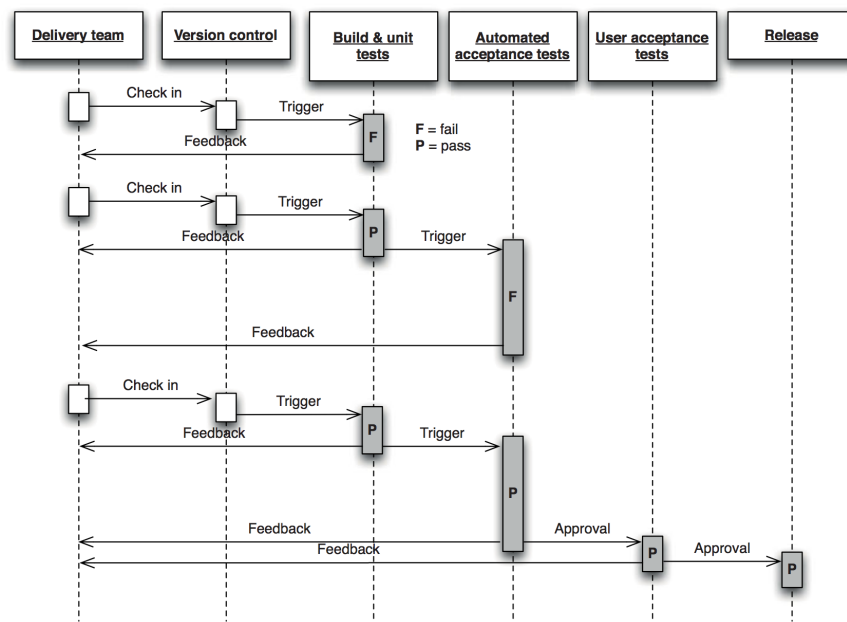 Delivery team
Version control
Build & unit
tests
Automated
acceptance tests
User acceptance
tests
Release
Check in
Trigger
F
F = fail
P = pass
Feedback
Check in
Trigger
P
Feedback
Trigger
F
Feedback
Check in
Trigger
P
Feedback
Trigger
P
Feedback
Approval
P
Feedback
Approval
P